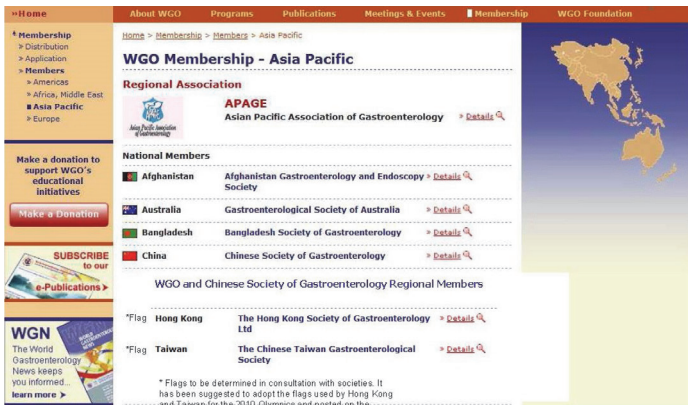 »Home
About WGO
Programs
Publications
Meetings & Events
Membership
WGO Foundation
Membership
» Distribution
» Application
» Members
» Americas
» Africa, Middle East
Asia Pacific
» Europe
Make a donation to
support WGO's
educational
initiatives
Make a Donation
SUBSCRIBE
to our
e-Publications >
WGN
The World
Gastroenterology
News keeps
you informed...
learn more >
Home > Membership > Members > Asia Pacific
WGO Membership - Asia Pacific
Regional Association
Asian Pacific Association
of Gastroenterology
APAGE
Asian Pacific Association of Gastroenterology » Details
National Members
Afghanistan Afghanistan Gastroenterology and Endoscopy » Details
Society
Australia Gastroenterological Society of Australia » Details
Bangladesh Bangladesh Society of Gastroenterology » Details
China Chinese Society of Gastroenterology » Details
WGO and Chinese Society of Gastroenterology Regional Members
*Flag Hong Kong The Hong Kong Society of Gastroenterology » Details
Ltd
*Flag Taiwan The Chinese Taiwan Gastroenterological » Details
Society
* Flags to be determined in consultation with societies. It
has been suggested to adopt the flags used by Hong Kong
and Taiwan for the 2010 Olympics and posted on the